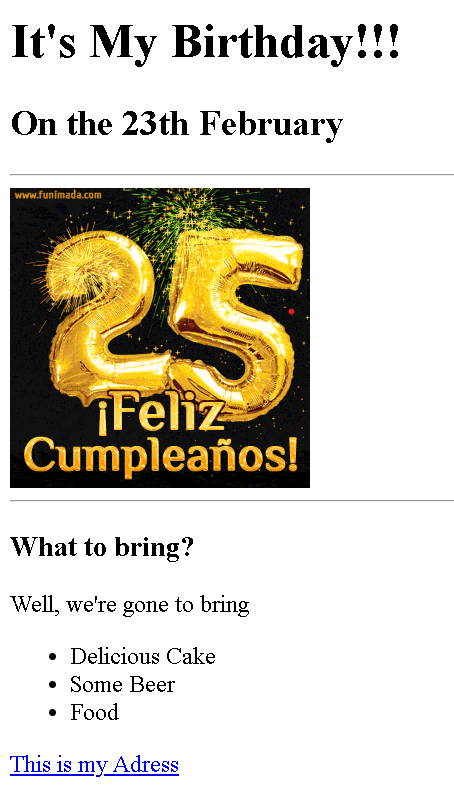 It's My Birthday!!!
On the 23th February
www.funimada.com
25
¡Feliz
Cumpleaños!
What to bring?
Well, we're gone to bring
• Delicious Cake
• Some Beer
• Food
This is my Adress